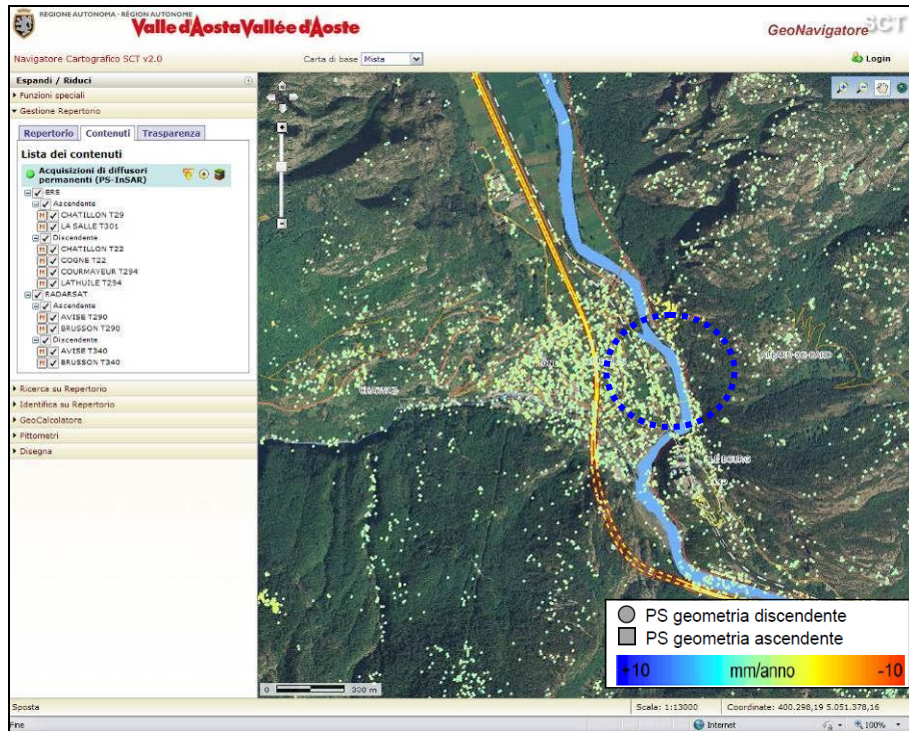 REGIONE AUTONOMA - RÉGION AUTONOME
Valle d'Aosta Vallée d'Aoste
GeoNavigatore SCT
Navigatore Cartografico SCT v2.0
Carta di base Mista
Login
Espandi / Riduci
Funzioni speciali
Gestione Repertorio
Repertorio Contenuti Trasparenza
Lista dei contenuti
Acquisizioni di diffusori
permanenti (PS-InSAR)
ERS
Ascendente
M CHATILLON T29
M LA SALLE T301
Discendente
M CHATILLON T22
M COGNE T22
M COURMAYEUR T294
M LATHUILE T294
RADARSAT
Ascendente
M AVISE T290
M BRUSSON T290
Discendente
M AVISE T340
M BRUSSON T340
Ricerca su Repertorio
Identifica su Repertorio
GeoCalcolatore
Pittometri
Disegna
LE BOURG
PS geometria discendente
PS geometria ascendente
+10 mm/anno -10
0 320 m
Sposta
Scala: 1:13000
Coordinate: 400.298,19 5.051.378,16
Fine
Internet
100%